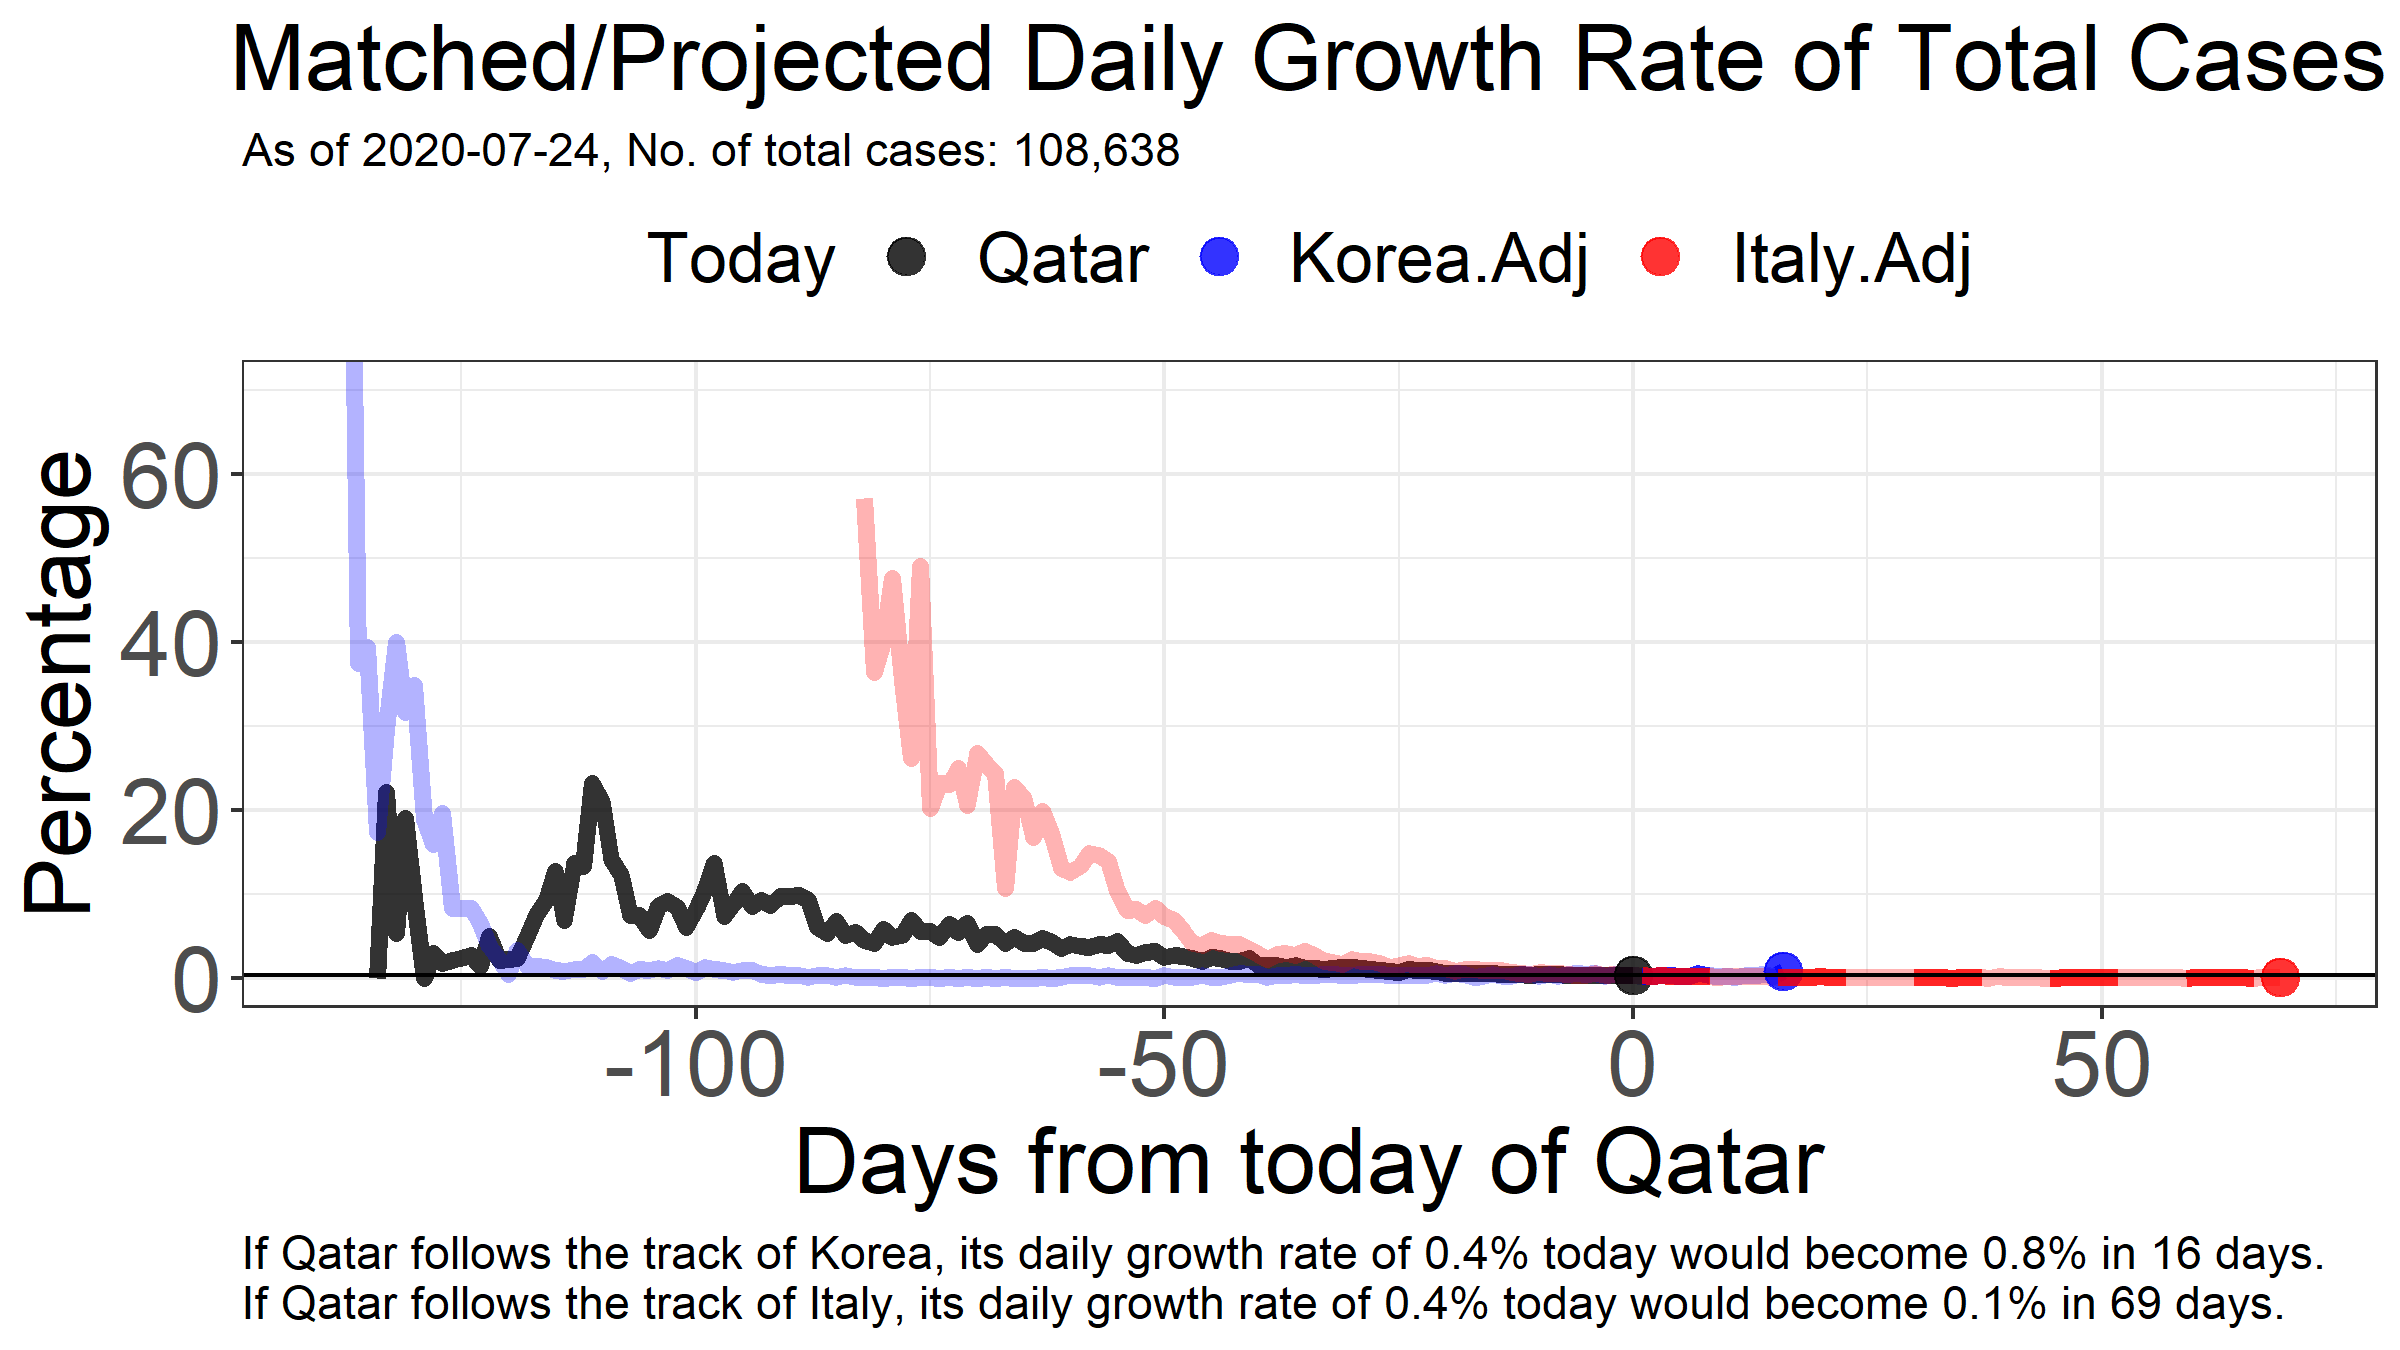 Matched/Projected Daily Growth Rate of Total Cases
As of 2020-07-24, No. of total cases: 108,638
Today Qatar Korea.Adj Italy.Adj
Percentage
60
40
20
0
-100 -50 0 50
Days from today of Qatar
If Qatar follows the track of Korea, its daily growth rate of 0.4% today would become 0.8% in 16 days.
If Qatar follows the track of Italy, its daily growth rate of 0.4% today would become 0.1% in 69 days.